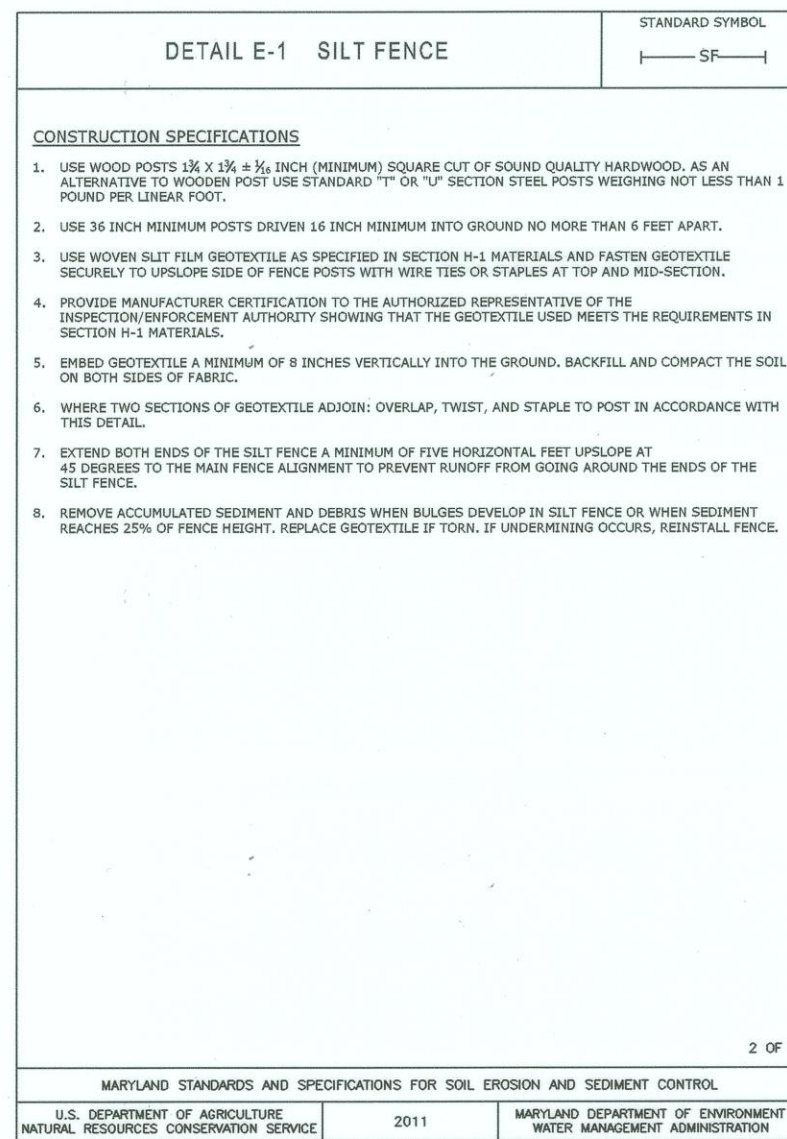 DETAIL E-1 SILT FENCE
STANDARD SYMBOL
SF
CONSTRUCTION SPECIFICATIONS
1. USE WOOD POSTS 1¾ X 1¾ ± 1/16 INCH (MINIMUM) SQUARE CUT OF SOUND QUALITY HARDWOOD. AS AN
ALTERNATIVE TO WOODEN POST USE STANDARD "T" OR "U" SECTION STEEL POSTS WEIGHING NOT LESS THAN 1
POUND PER LINEAR FOOT.
2. USE 36 INCH MINIMUM POSTS DRIVEN 16 INCH MINIMUM INTO GROUND NO MORE THAN 6 FEET APART.
3. USE WOVEN SLIT FILM GEOTEXTILE AS SPECIFIED IN SECTION H-1 MATERIALS AND FASTEN GEOTEXTILE
SECURELY TO UPSLOPE SIDE OF FENCE POSTS WITH WIRE TIES OR STAPLES AT TOP AND MID-SECTION.
4. PROVIDE MANUFACTURER CERTIFICATION TO THE AUTHORIZED REPRESENTATIVE OF THE
INSPECTION/ENFORCEMENT AUTHORITY SHOWING THAT THE GEOTEXTILE USED MEETS THE REQUIREMENTS IN
SECTION H-1 MATERIALS.
5. EMBED GEOTEXTILE A MINIMUM OF 8 INCHES VERTICALLY INTO THE GROUND. BACKFILL AND COMPACT THE SOIL
ON BOTH SIDES OF FABRIC.
6. WHERE TWO SECTIONS OF GEOTEXTILE ADJOIN: OVERLAP, TWIST, AND STAPLE TO POST IN ACCORDANCE WITH
THIS DETAIL.
7. EXTEND BOTH ENDS OF THE SILT FENCE A MINIMUM OF FIVE HORIZONTAL FEET UPSLOPE AT
45 DEGREES TO THE MAIN FENCE ALIGNMENT TO PREVENT RUNOFF FROM GOING AROUND THE ENDS OF THE
SILT FENCE.
8. REMOVE ACCUMULATED SEDIMENT AND DEBRIS WHEN BULGES DEVELOP IN SILT FENCE OR WHEN SEDIMENT
REACHES 25% OF FENCE HEIGHT. REPLACE GEOTEXTILE IF TORN. IF UNDERMINING OCCURS, REINSTALL FENCE.
2 OF
MARYLAND STANDARDS AND SPECIFICATIONS FOR SOIL EROSION AND SEDIMENT CONTROL
U.S. DEPARTMENT OF AGRICULTURE
NATURAL RESOURCES CONSERVATION SERVICE
2011
MARYLAND DEPARTMENT OF ENVIRONMENT
WATER MANAGEMENT ADMINISTRATION